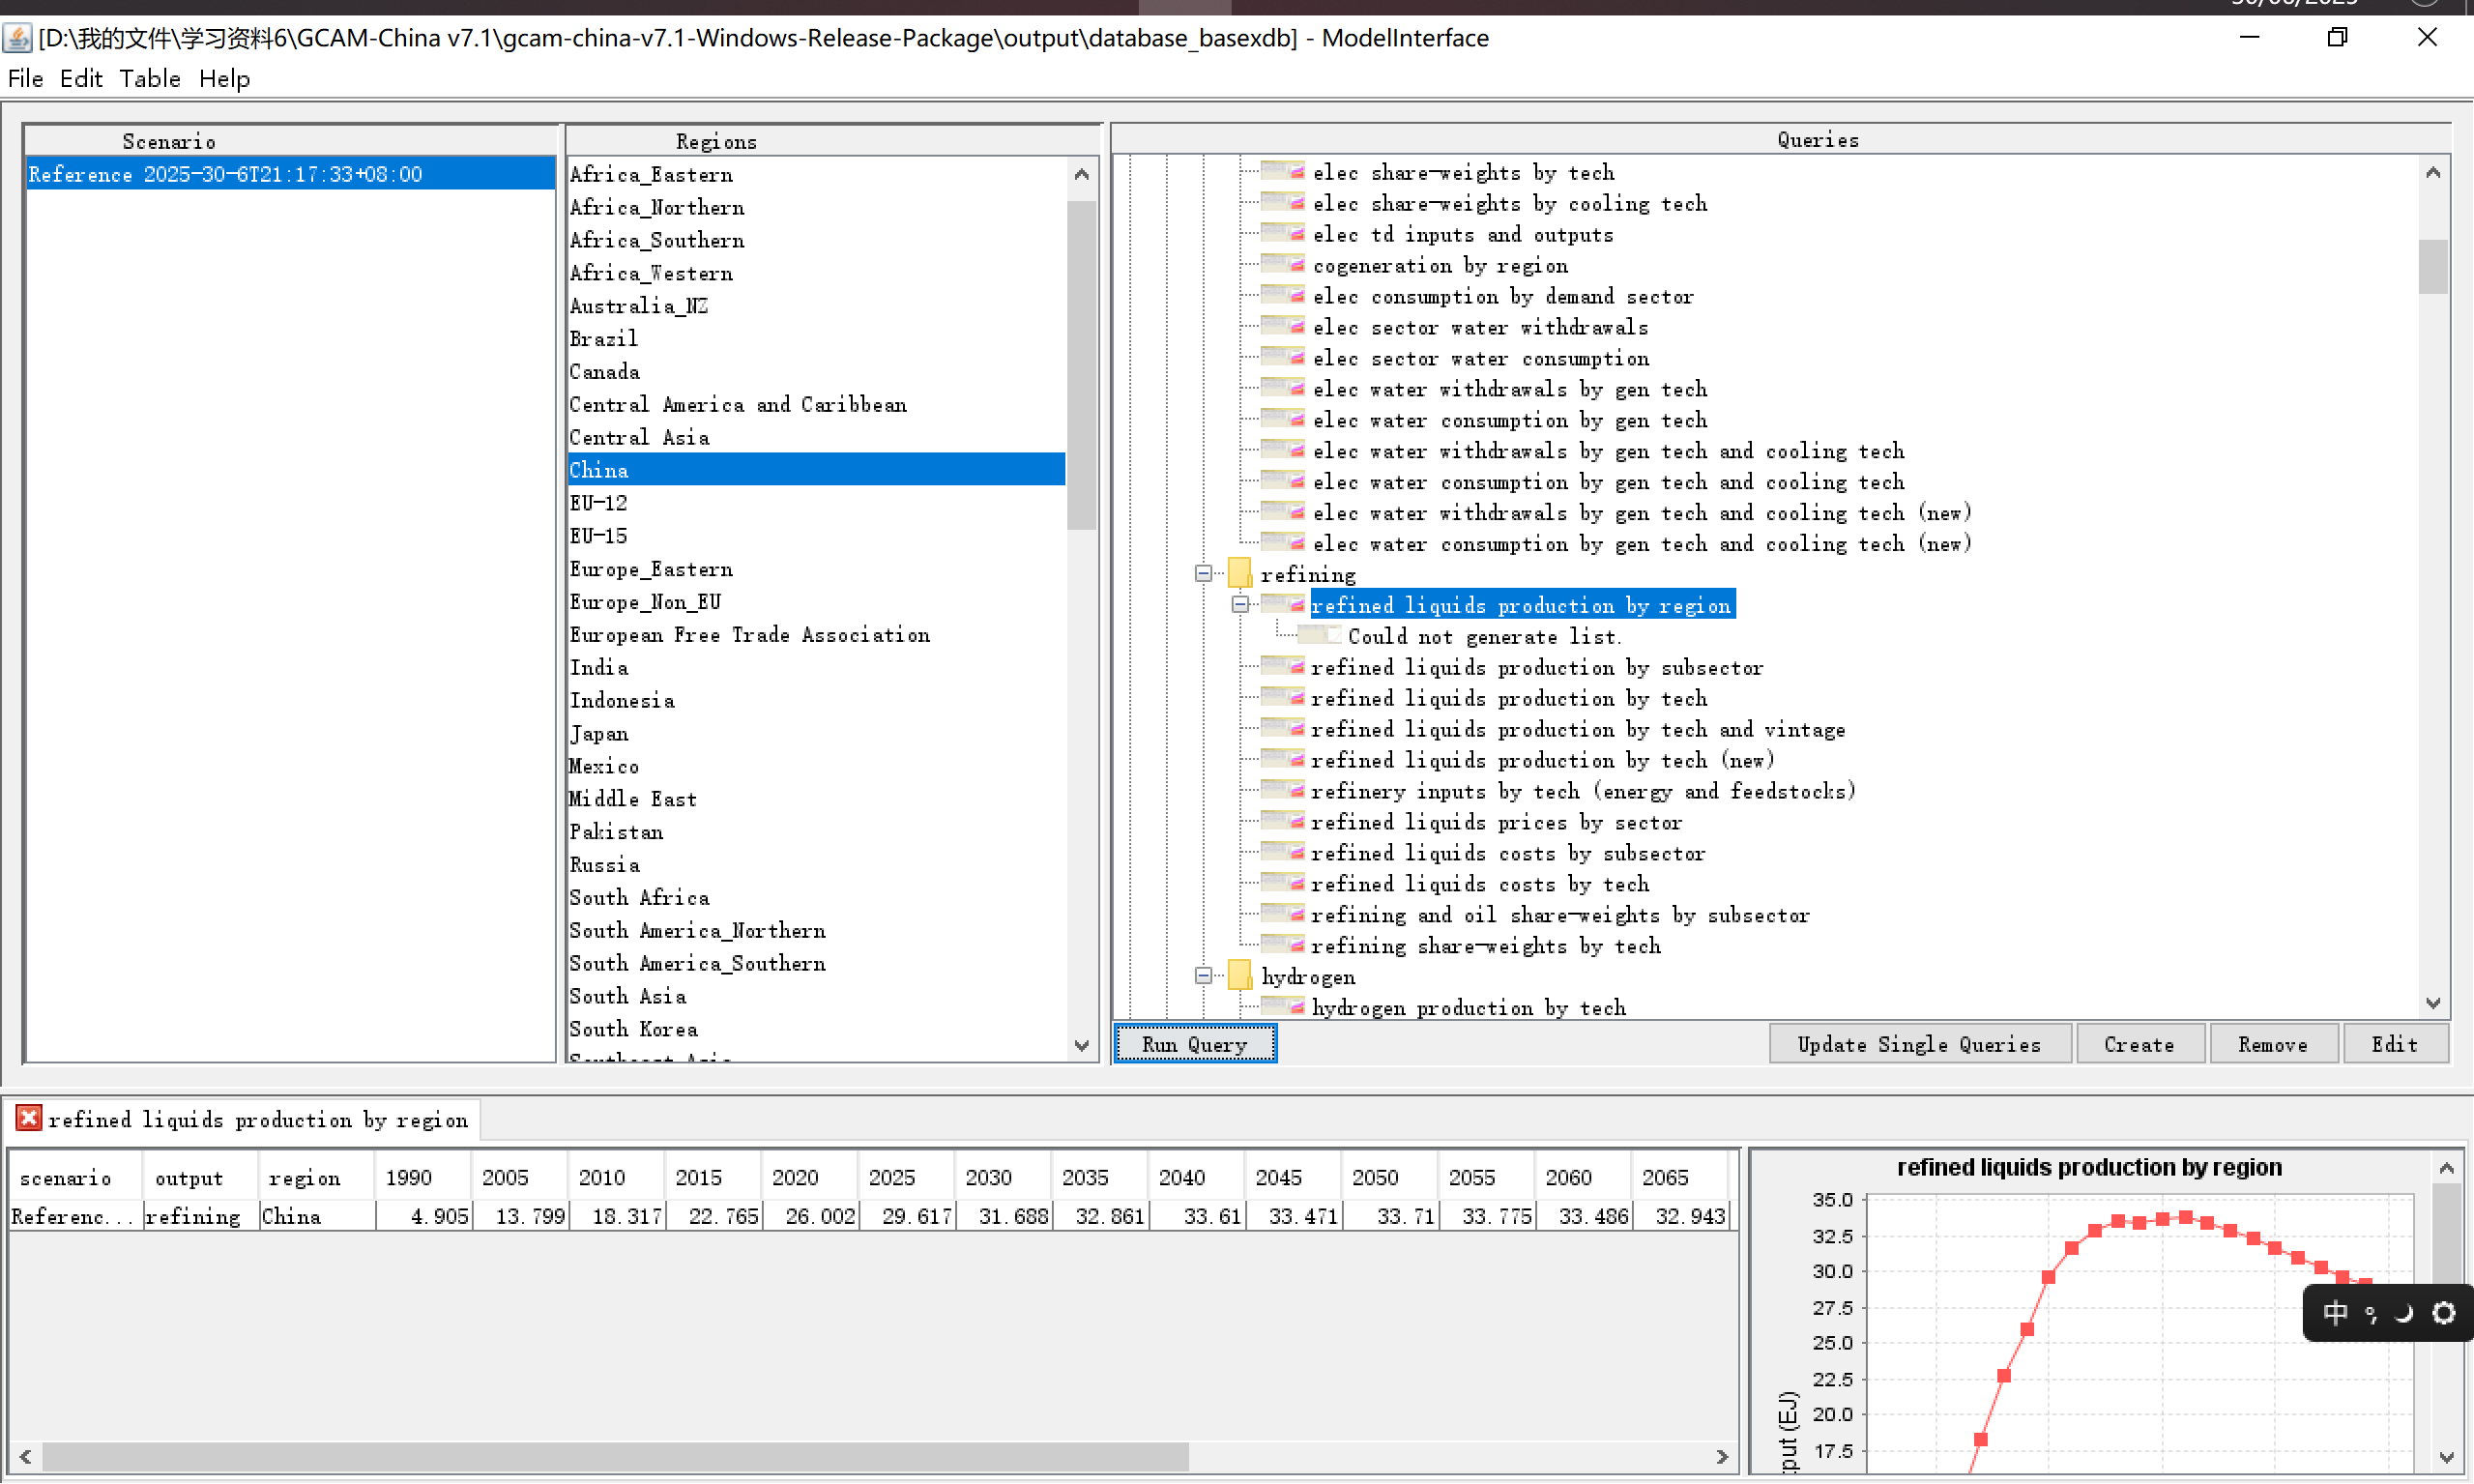 [D:\我的文件\学习资料6\GCAM-China v7.1\gcam-china-v7.1-Windows-Release-Package\output\database_basexdb] - ModelInterface
File Edit Table Help
Scenario
Reference 2025-30-6T21:17:33+08:00
Regions
Africa_Eastern
Africa_Northern
Africa_Southern
Africa_Western
Australia_NZ
Brazil
Canada
Central America and Caribbean
Central Asia
China
EU-12
EU-15
Europe_Eastern
Europe_Non_EU
European Free Trade Association
India
Indonesia
Japan
Mexico
Middle East
Pakistan
Russia
South Africa
South America_Northern
South America_Southern
South Asia
South Korea
Southeast Asia
Queries
elec share-weights by tech
elec share-weights by cooling tech
elec td inputs and outputs
cogeneration by region
elec consumption by demand sector
elec sector water withdrawals
elec sector water consumption
elec water withdrawals by gen tech
elec water consumption by gen tech
elec water withdrawals by gen tech and cooling tech
elec water consumption by gen tech and cooling tech
elec water withdrawals by gen tech and cooling tech (new)
elec water consumption by gen tech and cooling tech (new)
refining
refined liquids production by region
Could not generate list.
refined liquids production by subsector
refined liquids production by tech
refined liquids production by tech and vintage
refined liquids production by tech (new)
refinery inputs by tech (energy and feedstocks)
refined liquids prices by sector
refined liquids costs by subsector
refined liquids costs by tech
refining and oil share-weights by subsector
refining share-weights by tech
hydrogen
hydrogen production by tech
Run Query Update Single Queries Create Remove Edit
refined liquids production by region
scenario output region 1990 2005 2010 2015 2020 2025 2030 2035 2040 2045 2050 2055 2060 2065
Referenc... refining China 4.905 13.799 18.317 22.765 26.002 29.617 31.688 32.861 33.61 33.471 33.71 33.775 33.486 32.943
refined liquids production by region
35.0
32.5
30.0
27.5
25.0
22.5
20.0
17.5
(EJ)
中